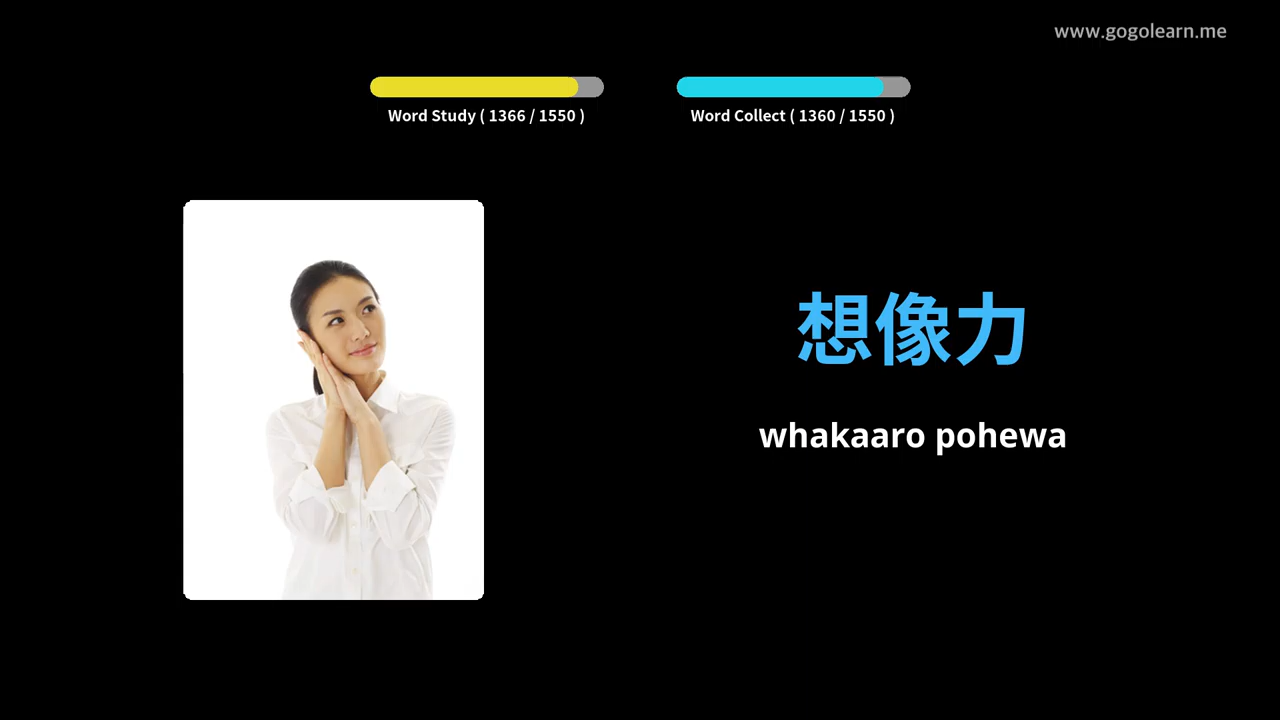 www.gogolearn.me
Word Study ( 1366 / 1550 )
Word Collect ( 1360 / 1550 )
想像力
whakaaro pohewa